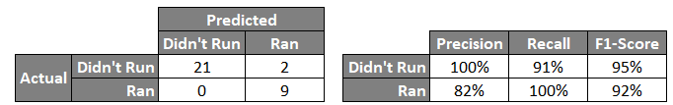 Predicted
Didn't Run Ran
Precision Recall F1-Score
Actual Didn't Run 21 2
Didn't Run 100% 91% 95%
Ran 0 9
Ran 82% 100% 92%